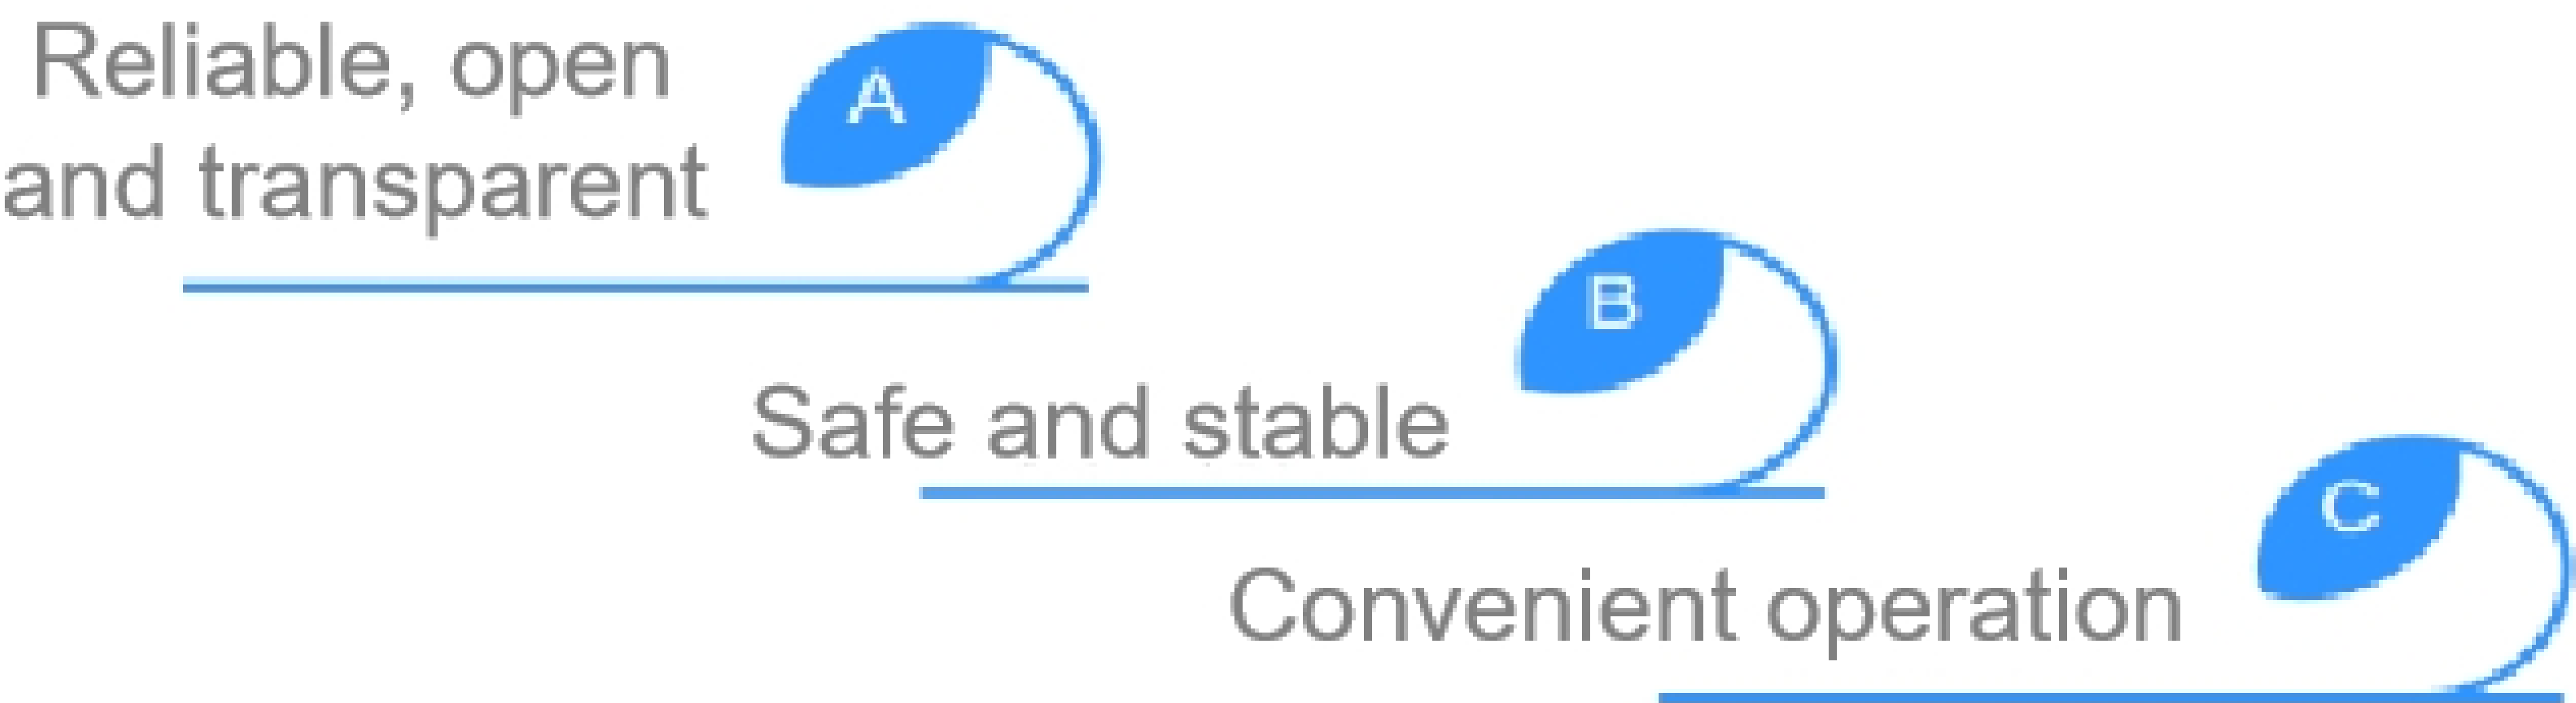 Reliable, open
and transparent
A
B
Safe and stable
C
Convenient operation